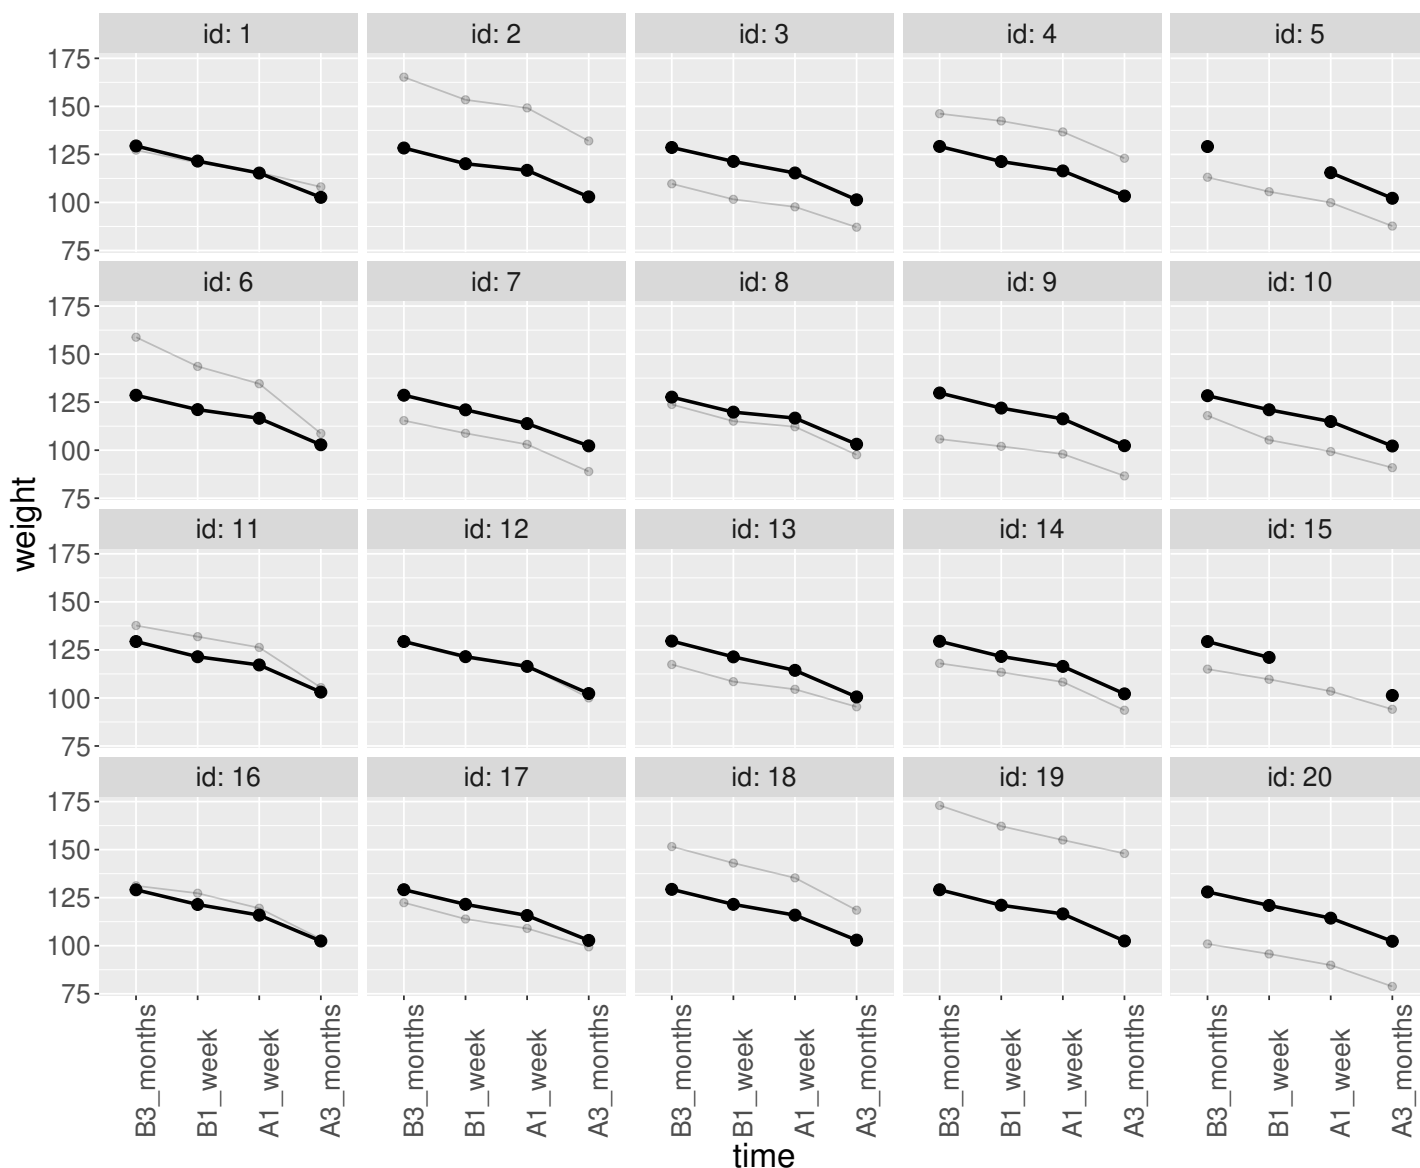 id: 1 id: 2 id: 3 id: 4 id: 5
175
150
125
100
75
id: 6 id: 7 id: 8 id: 9 id: 10
175
150
125
100
75
id: 11 id: 12 id: 13 id: 14 id: 15
175
150
125
100
75
id: 16 id: 17 id: 18 id: 19 id: 20
175
150
125
100
75
weight
B3_months B1_week A1_week A3_months B3_months B1_week A1_week A3_months B3_months B1_week A1_week A3_months B3_months B1_week A1_week A3_months B3_months B1_week A1_week A3_months
time